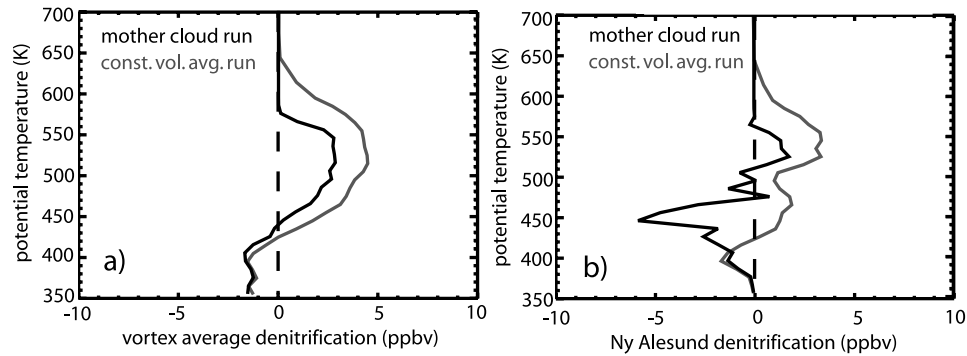 700
650
600
550
500
450
400
350
potential temperature (K)
mother cloud run
const. vol. avg. run
a)
-10
-5
0
5
10
vortex average denitrification (ppbv)
700
650
600
550
500
450
400
350
potential temperature (K)
mother cloud run
const. vol. avg. run
b)
-10
-5
0
5
10
Ny Alesund denitrification (ppbv)